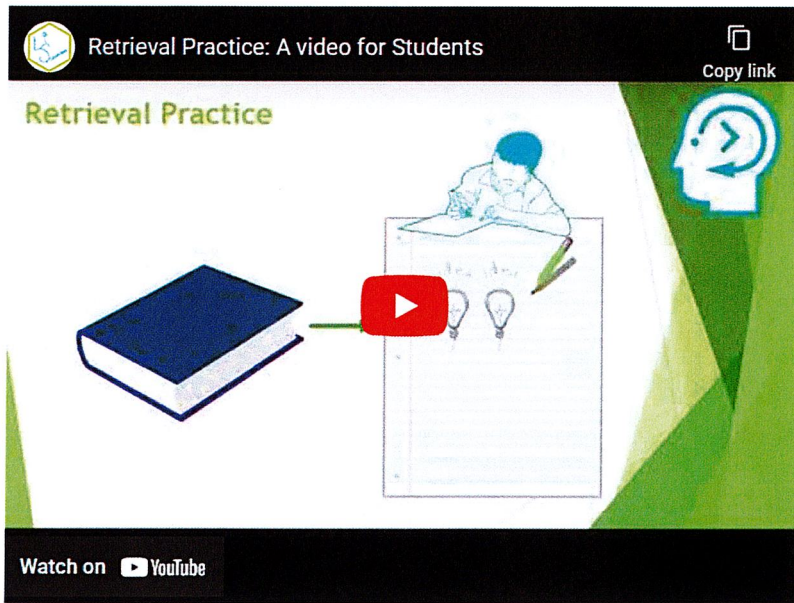 Retrieval Practice: A video for Students
Copy link
Retrieval Practice
Watch on YouTube